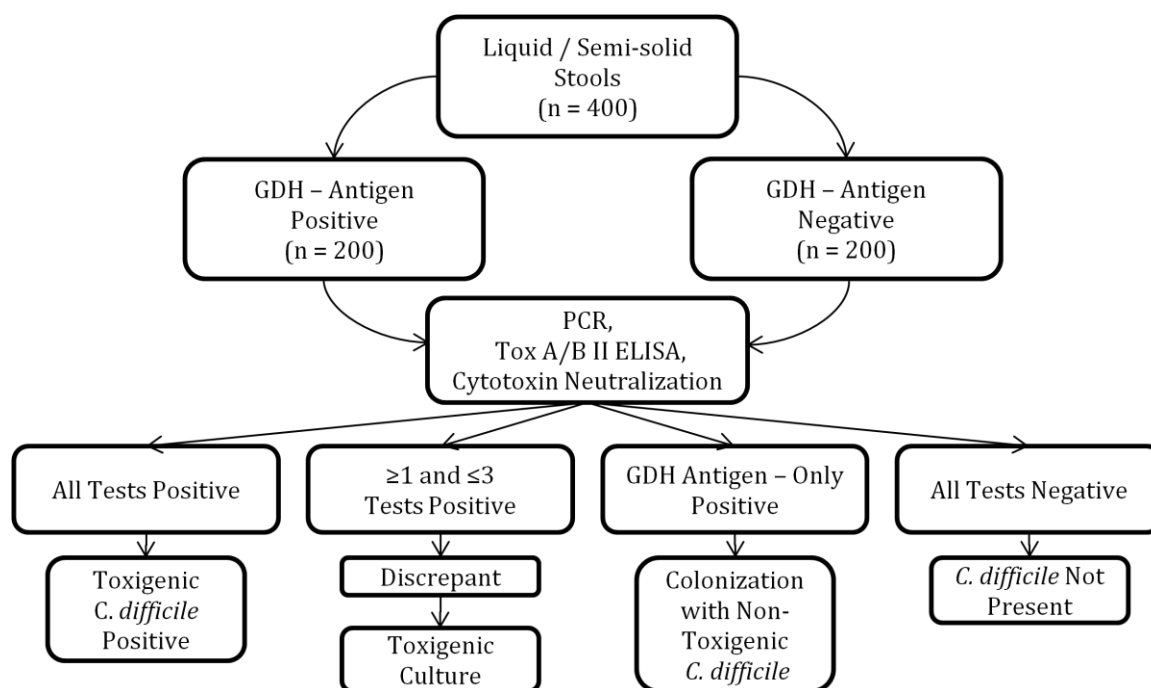 Liquid / Semi-solid
Stools
(n = 400)
GDH – Antigen
Positive
(n = 200)
GDH – Antigen
Negative
(n = 200)
PCR,
Tox A/B II ELISA,
Cytotoxin Neutralization
All Tests Positive
≥1 and ≤3
Tests Positive
GDH Antigen – Only
Positive
All Tests Negative
Toxigenic
C. difficile
Positive
Discrepant
Toxigenic
Culture
Colonization
with Non-
Toxigenic
C. difficile
C. difficile Not
Present